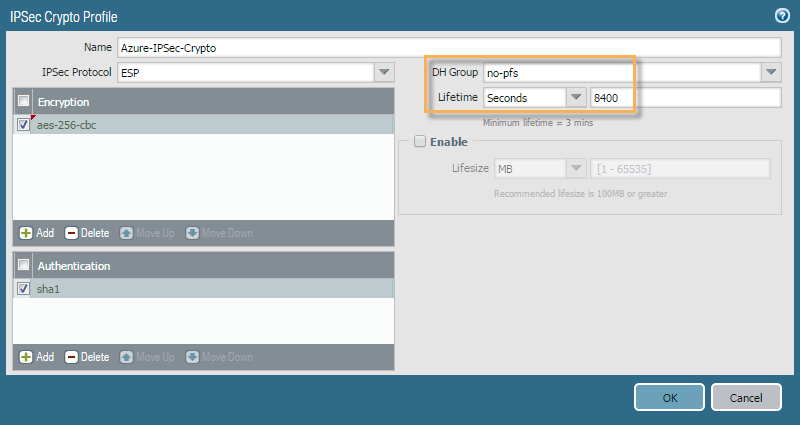 IPSec Crypto Profile
Name Azure-IPSec-Crypto
IPSec Protocol ESP
DH Group no-pfs
Lifetime Seconds 8400
Minimum lifetime = 3 mins
Encryption
aes-256-cbc
Enable
Lifesize MB [1 - 65535]
Recommended lifesize is 100MB or greater
Add Delete Move Up Move Down
Authentication
sha1
Add Delete Move Up Move Down
OK Cancel